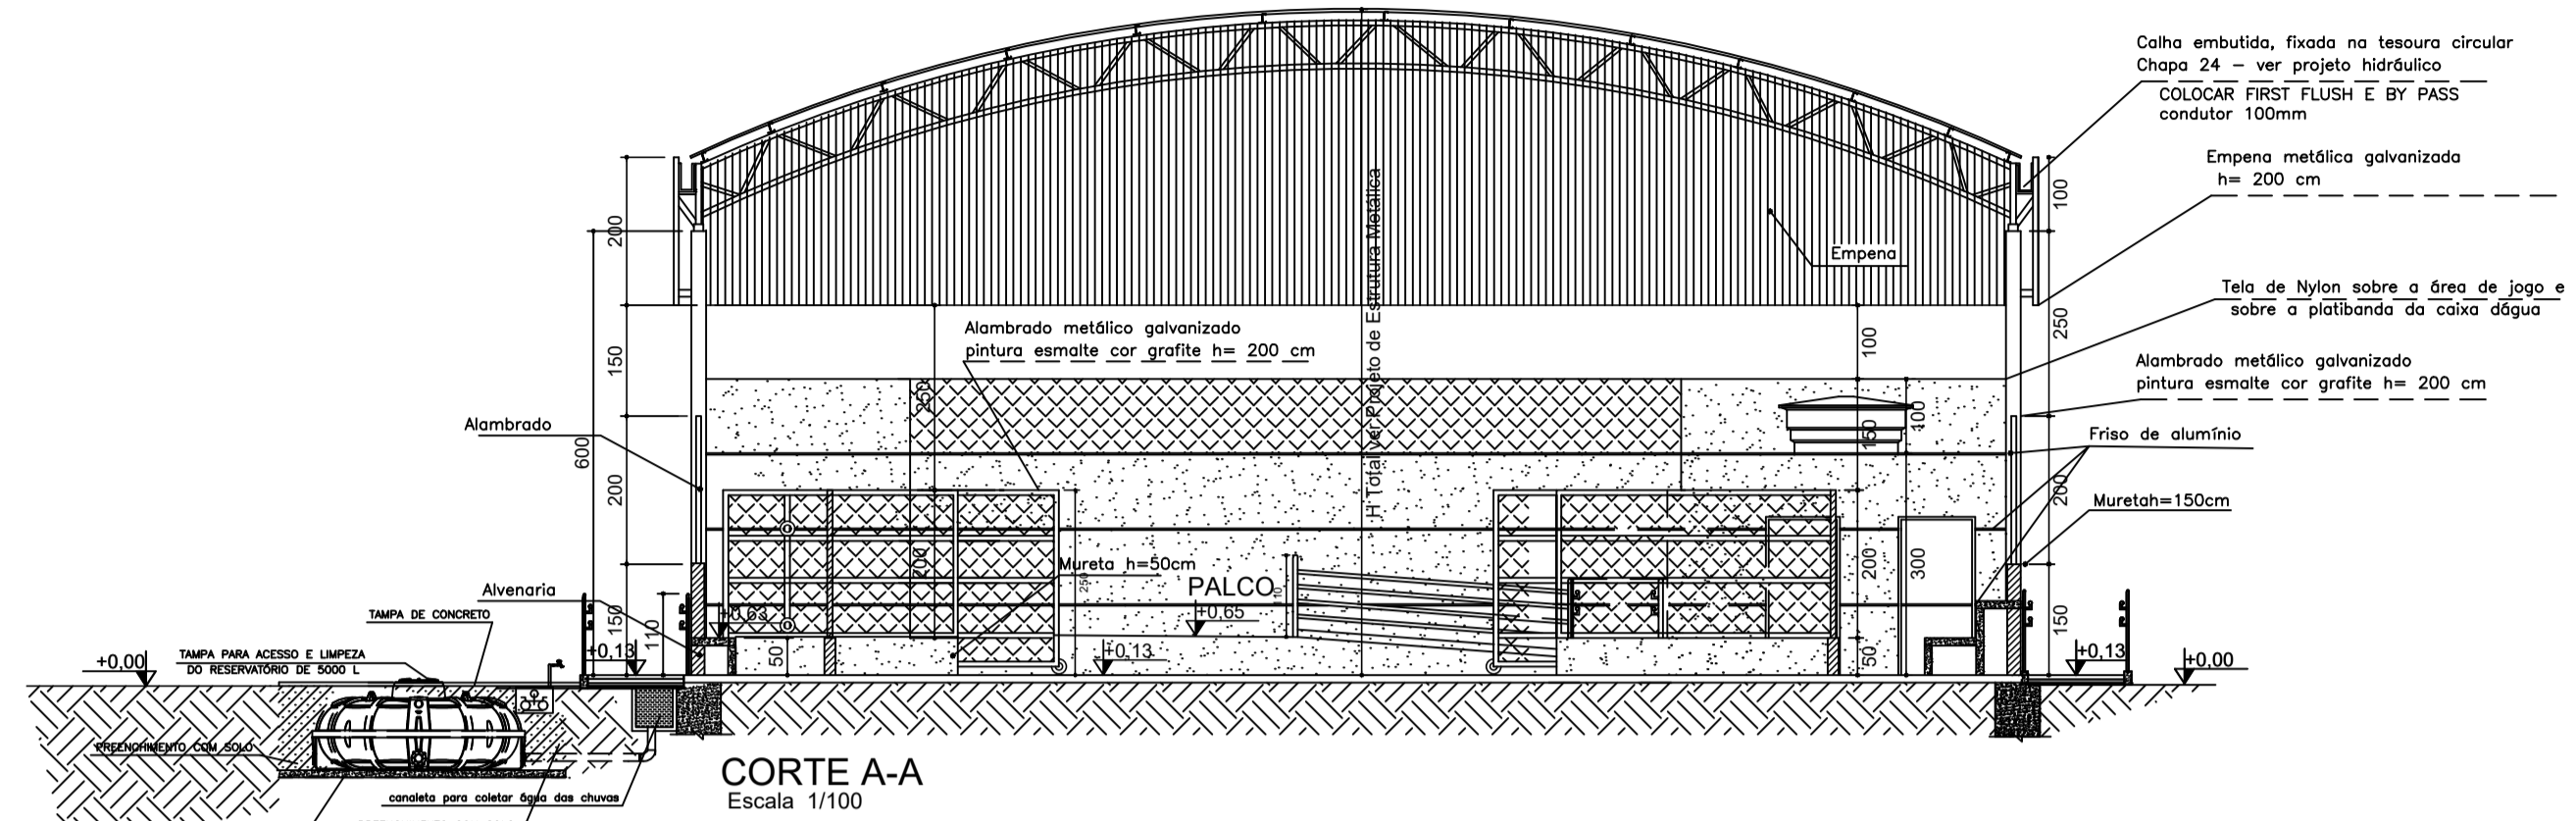 Calha embutida, fixada na tesoura circular
Chapa 24 – ver projeto hidráulico
COLOCAR FIRST FLUSH E BY PASS
condutor 100mm
Empena metálica galvanizada
h= 200 cm
100
200
H Total ver Projeto de Estrutura Metálica
Empena
Tela de Nylon sobre a área de jogo e
sobre a platibanda da caixa dágua
250
Alambrado metálico galvanizado
pintura esmalte cor grafite h= 200 cm
100
150
Alambrado metálico galvanizado
pintura esmalte cor grafite h= 200 cm
250
100
150
Alambrado
Friso de alumínio
600
200
200
Muretah=150cm
200
Mureta h=50cm
200
300
250
Alvenaria
PALCO
110
TAMPA DE CONCRETO
+0,63
+0,65
150
110
150
50
50
+0,13
+0,13
+0,13
+0,00
+0,00
TAMPA PARA ACESSO E LIMPEZA
DO RESERVATÓRIO DE 5000 L
PREENCHIMENTO COM SOLO
CORTE A-A
Escala 1/100
canaleta para coletar água das chuvas